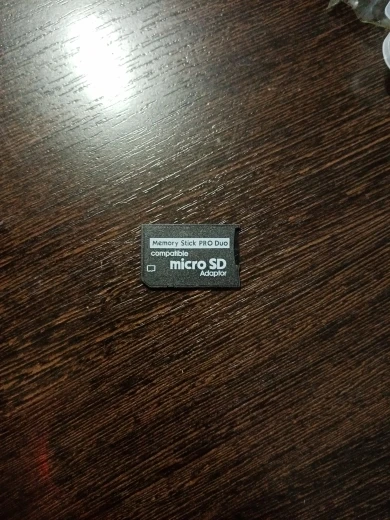 Memory Stick PRO Duo
compatible
micro SD
Adaptor